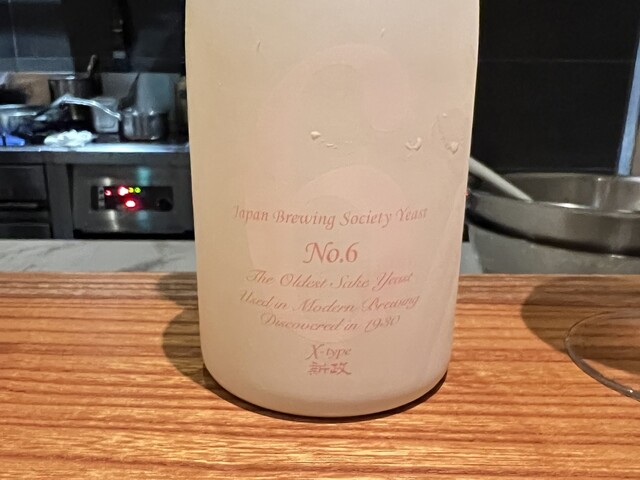 Japan Brewing Society Yeast
No.6
The Oldest Sake Yeast
Used in Modern Brewing
Discovered in 1930
X-type
新政